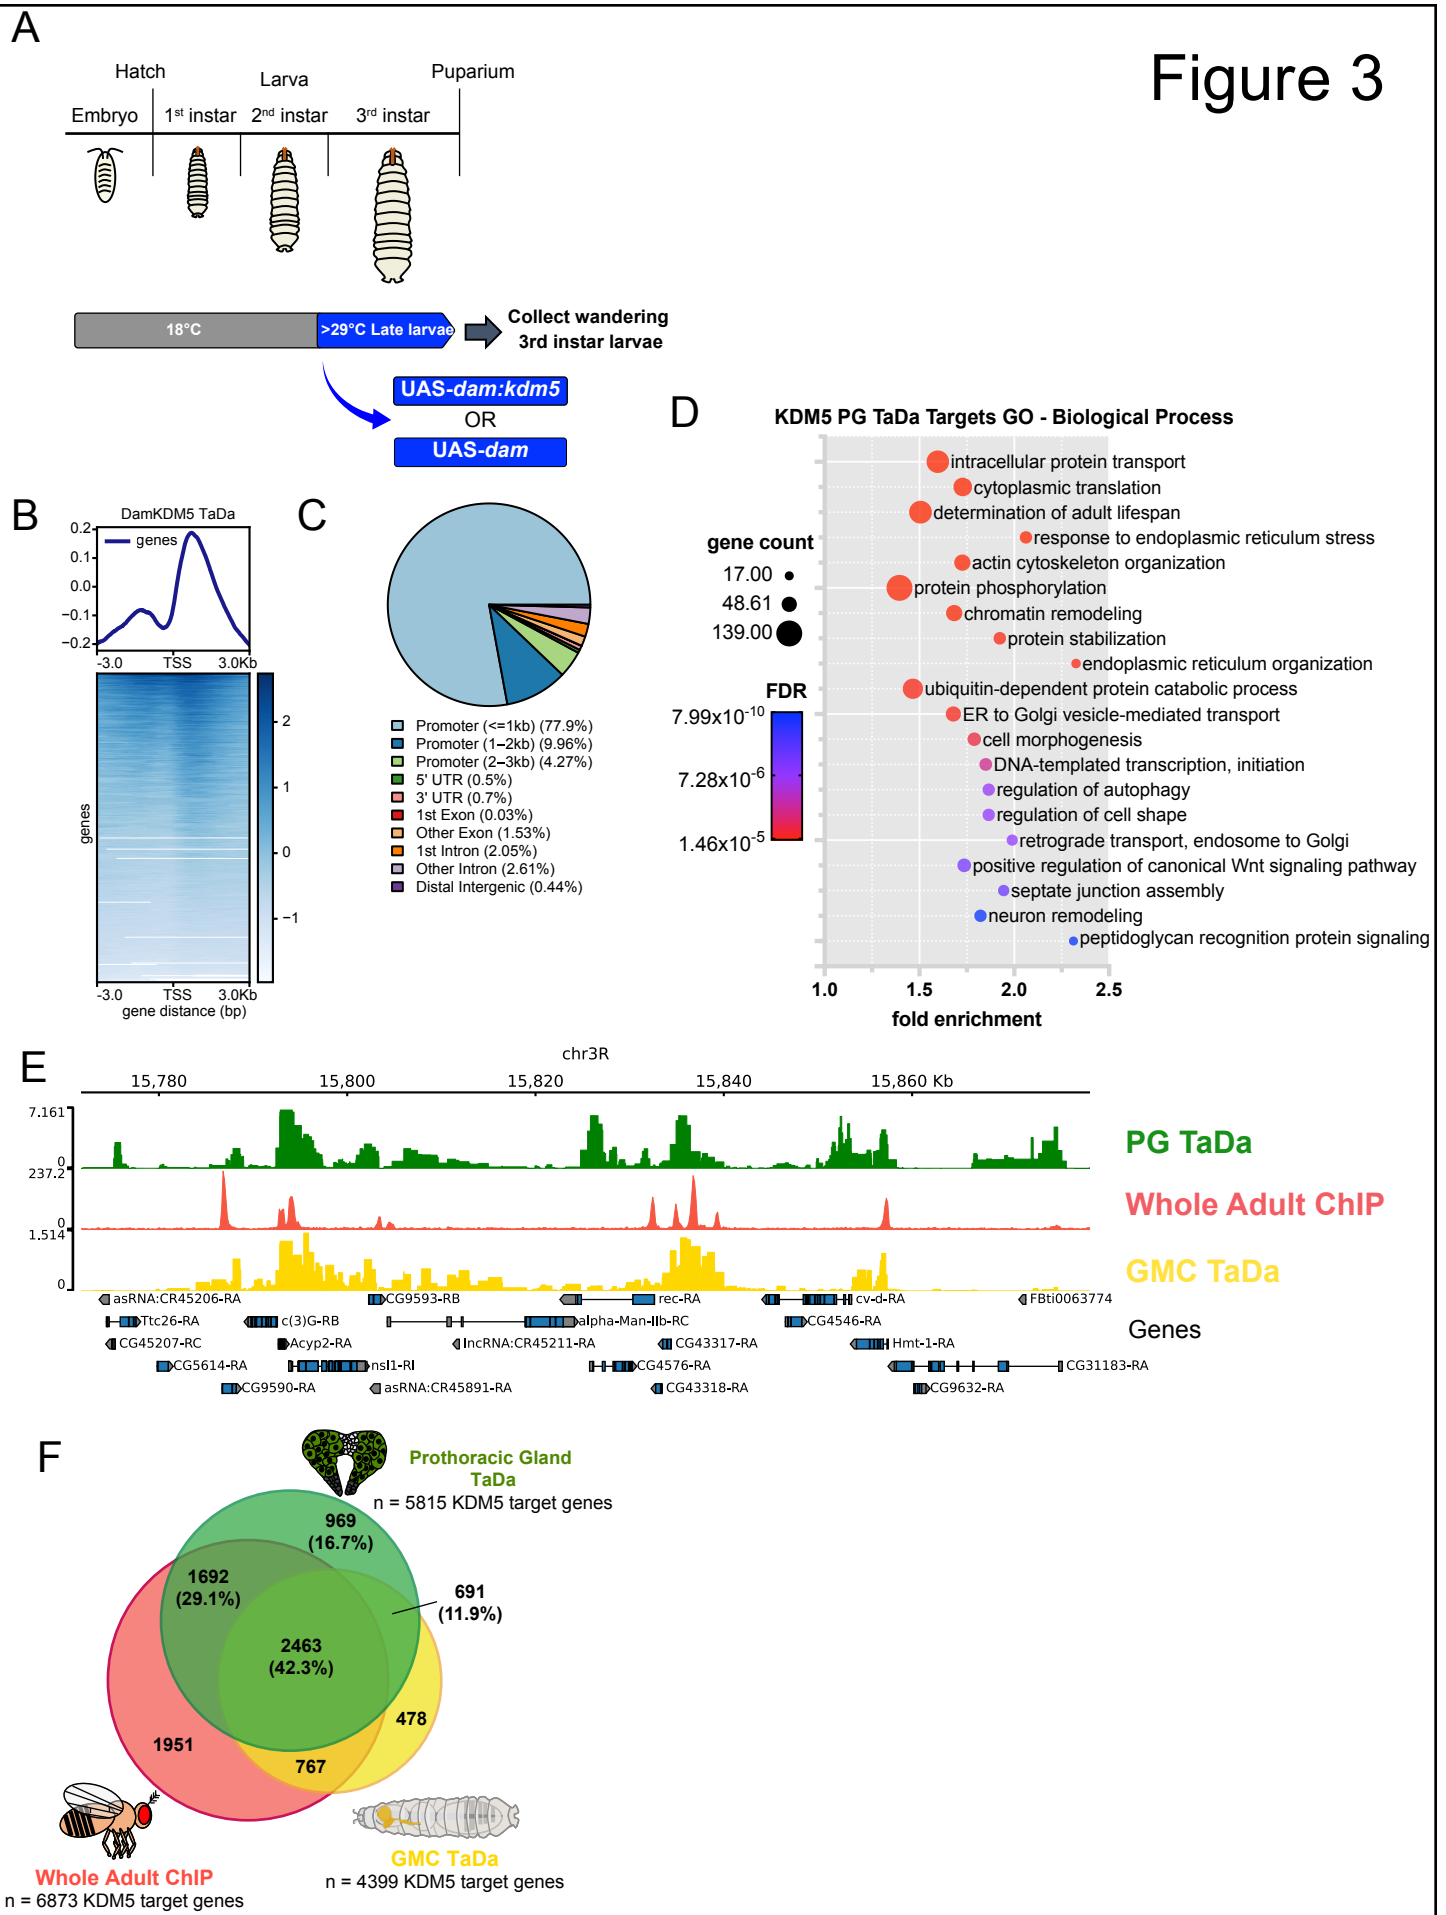 Figure 3
A
Hatch
Larva
Puparium
Embryo
1st instar
2nd instar
3rd instar
18°C
>29°C Late larvae
Collect wandering
3rd instar larvae
UAS-dam:kdm5
OR
UAS-dam
B
DamKDM5 TaDa
genes
0.2
0.1
0.0
−0.1
−0.2
-3.0
TSS
3.0Kb
genes
2
1
0
−1
-3.0
TSS
3.0Kb
gene distance (bp)
C
Promoter (<=1kb) (77.9%)
Promoter (1–2kb) (9.96%)
Promoter (2–3kb) (4.27%)
5' UTR (0.5%)
3' UTR (0.7%)
1st Exon (0.03%)
Other Exon (1.53%)
1st Intron (2.05%)
Other Intron (2.61%)
Distal Intergenic (0.44%)
D
KDM5 PG TaDa Targets GO - Biological Process
gene count
17.00
48.61
139.00
FDR
7.99x10-10
7.28x10-6
1.46x10-5
intracellular protein transport
cytoplasmic translation
determination of adult lifespan
response to endoplasmic reticulum stress
actin cytoskeleton organization
protein phosphorylation
chromatin remodeling
protein stabilization
endoplasmic reticulum organization
ubiquitin-dependent protein catabolic process
ER to Golgi vesicle-mediated transport
cell morphogenesis
DNA-templated transcription, initiation
regulation of autophagy
regulation of cell shape
retrograde transport, endosome to Golgi
positive regulation of canonical Wnt signaling pathway
septate junction assembly
neuron remodeling
peptidoglycan recognition protein signaling
1.0
1.5
2.0
2.5
fold enrichment
E
chr3R
15,780
15,800
15,820
15,840
15,860 Kb
7.161
0
PG TaDa
237.2
0
Whole Adult ChIP
1.514
0
GMC TaDa
asRNA:CR45206-RA
CG9593-RB
rec-RA
cv-d-RA
FBti0063774
Ttc26-RA
c(3)G-RB
alpha-Man-IIb-RC
CG4546-RA
Genes
CG45207-RC
Acyp2-RA
lncRNA:CR45211-RA
CG43317-RA
Hmt-1-RA
CG5614-RA
nsl1-RI
CG4576-RA
CG31183-RA
CG9590-RA
asRNA:CR45891-RA
CG43318-RA
CG9632-RA
F
Prothoracic Gland
TaDa
n = 5815 KDM5 target genes
969
(16.7%)
1692
(29.1%)
691
(11.9%)
2463
(42.3%)
478
1951
767
GMC TaDa
n = 4399 KDM5 target genes
Whole Adult ChIP
n = 6873 KDM5 target genes